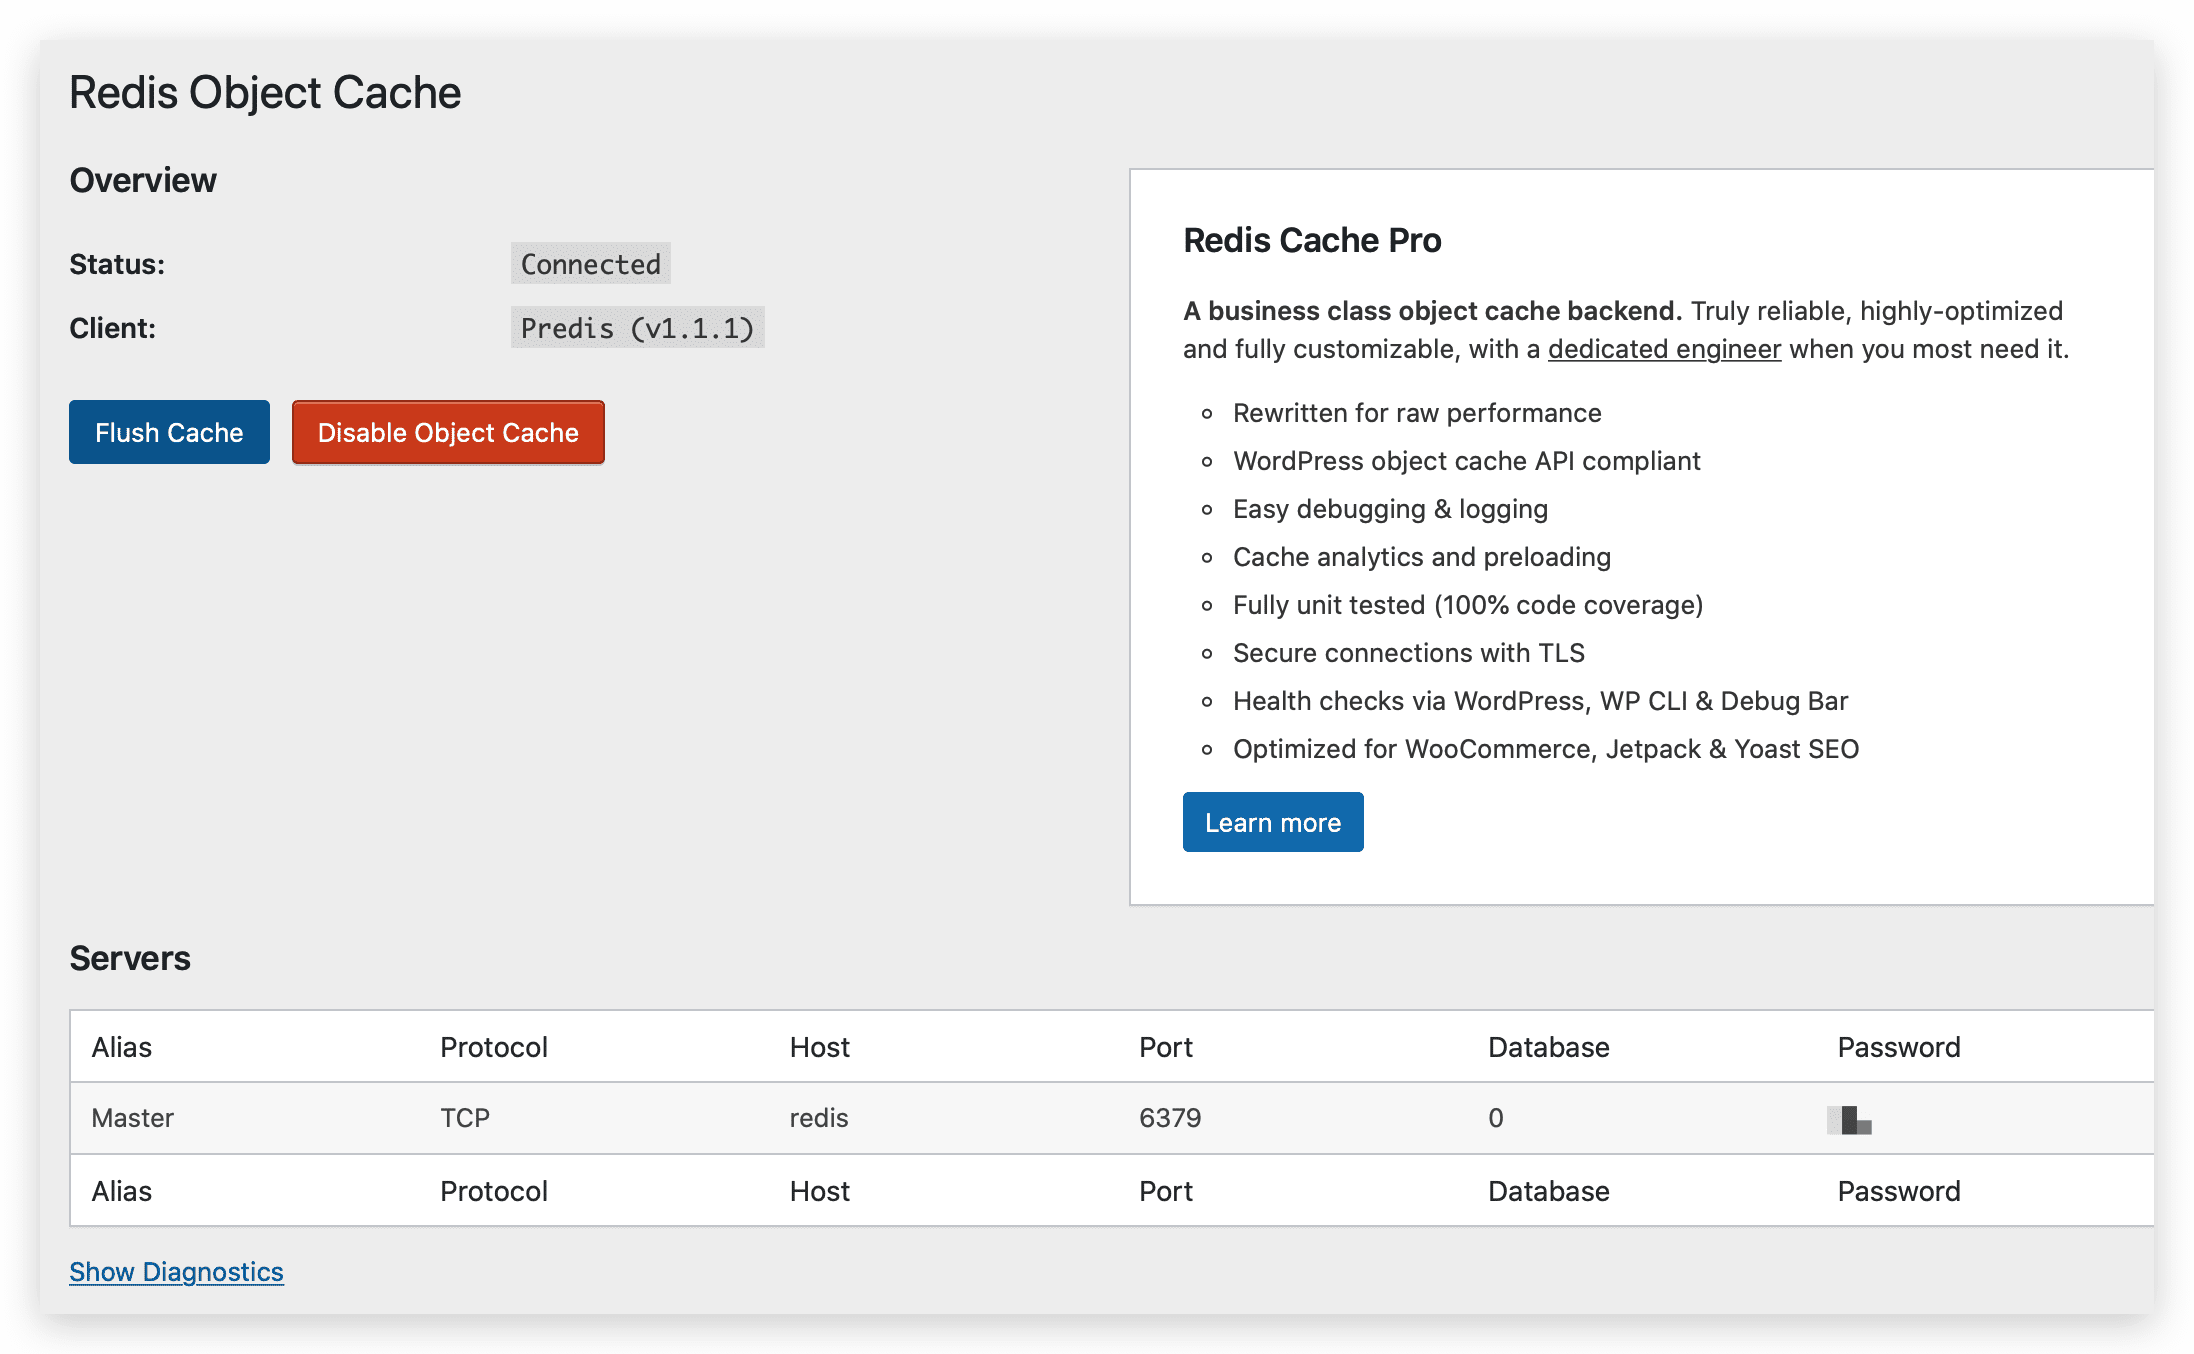 Redis Object Cache
Overview
Status:
Connected
Client:
Predis (v1.1.1)
Flush Cache
Disable Object Cache
Redis Cache Pro
A business class object cache backend. Truly reliable, highly-optimized
and fully customizable, with a dedicated engineer when you most need it.
Rewritten for raw performance
WordPress object cache API compliant
Easy debugging & logging
Cache analytics and preloading
Fully unit tested (100% code coverage)
Secure connections with TLS
Health checks via WordPress, WP CLI & Debug Bar
Optimized for WooCommerce, Jetpack & Yoast SEO
Learn more
Servers
Alias Protocol Host Port Database Password
Master TCP redis 6379 0
Alias Protocol Host Port Database Password
Show Diagnostics